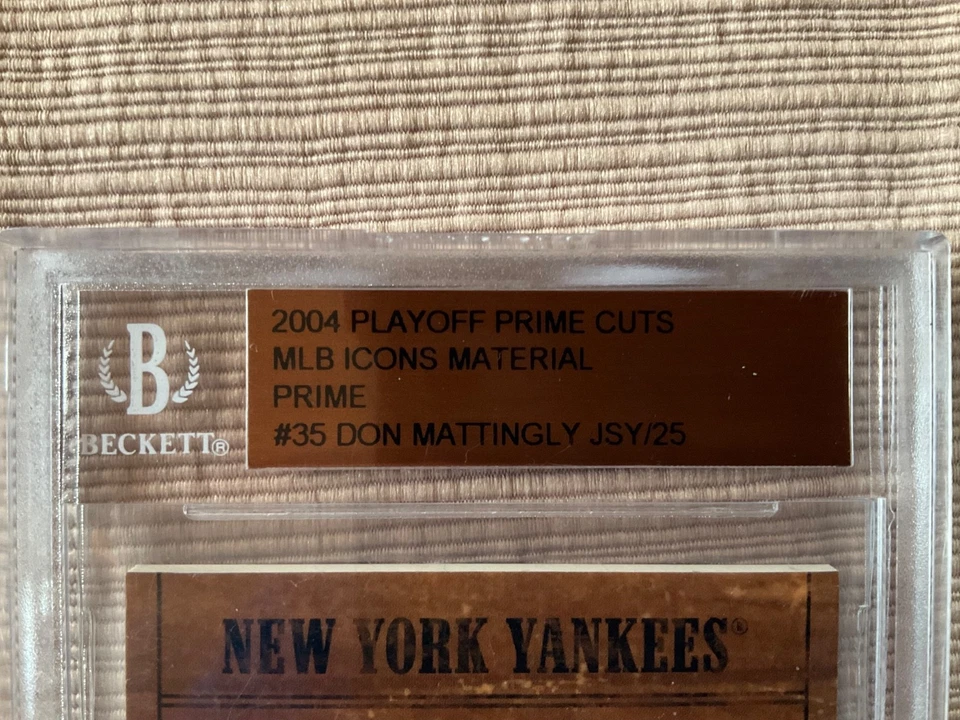 B
BECKETT®
2004 PLAYOFF PRIME CUTS
MLB ICONS MATERIAL
PRIME
#35 DON MATTINGLY JSY/25
NEW YORK YANKEES®